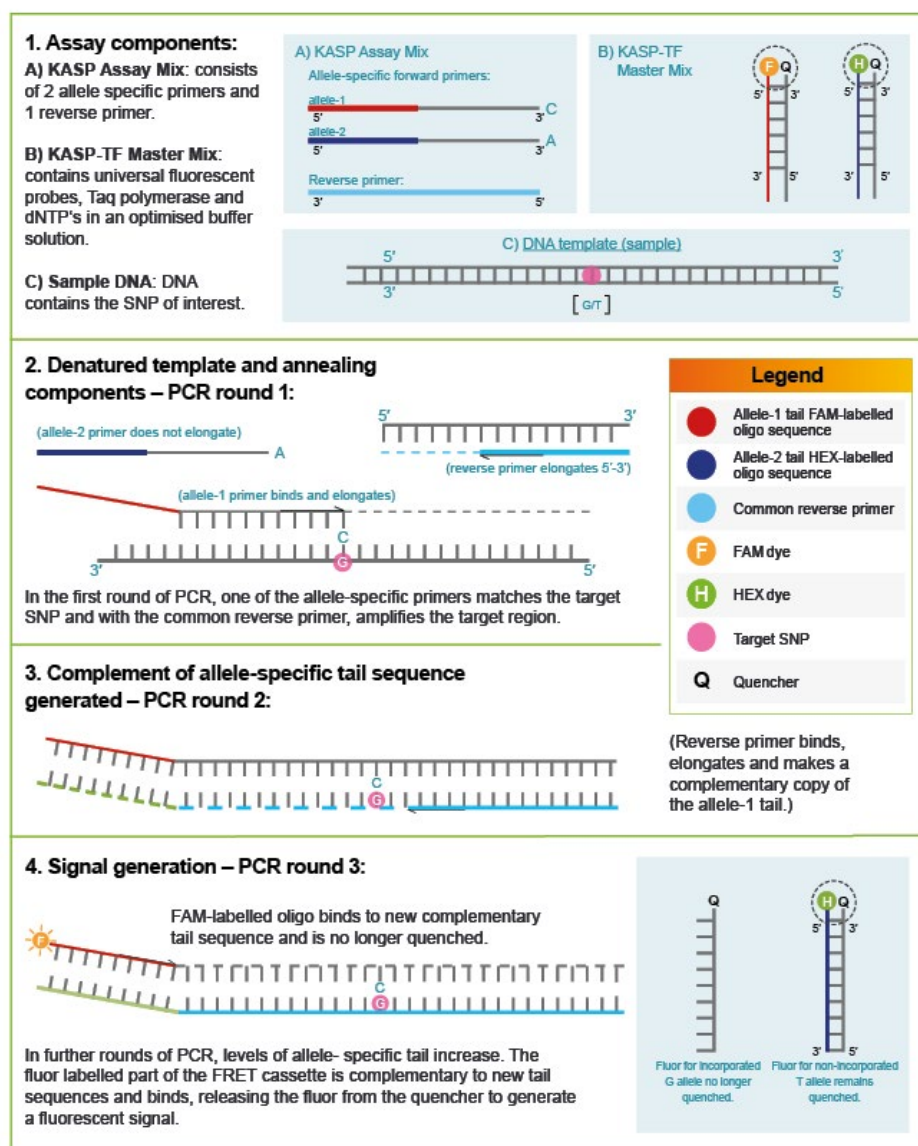 1. Assay components:
A) KASP Assay Mix: consists
of 2 allele specific primers and
1 reverse primer.
B) KASP-TF Master Mix:
contains universal fluorescent
probes, Taq polymerase and
dNTP's in an optimised buffer
solution.
C) Sample DNA: DNA
contains the SNP of interest.
A) KASP Assay Mix
Allele-specific forward primers:
allele-1
5' 3' C
allele-2
5' 3' A
Reverse primer:
3' 5'
B) KASP-TF
Master Mix
F Q H Q
5' 3' 5' 3'
3' 5' 3' 5'
C) DNA template (sample)
5' 3'
3' 5'
[ G/T ]
2. Denatured template and annealing
components – PCR round 1:
(allele-2 primer does not elongate)
A
5' 3'
(reverse primer elongates 5'-3')
(allele-1 primer binds and elongates)
C
G
3' 5'
In the first round of PCR, one of the allele-specific primers matches the target
SNP and with the common reverse primer, amplifies the target region.
Legend
Allele-1 tail FAM-labelled
oligo sequence
Allele-2 tail HEX-labelled
oligo sequence
Common reverse primer
F FAM dye
H HEX dye
Target SNP
Q Quencher
3. Complement of allele-specific tail sequence
generated – PCR round 2:
C
G
(Reverse primer binds,
elongates and makes a
complementary copy of
the allele-1 tail.)
4. Signal generation – PCR round 3:
FAM-labelled oligo binds to new complementary
tail sequence and is no longer quenched.
F
C
G
In further rounds of PCR, levels of allele- specific tail increase. The
fluor labelled part of the FRET cassette is complementary to new tail
sequences and binds, releasing the fluor from the quencher to generate
a fluorescent signal.
Q H Q
5' 3'
3' 5'
Fluor for incorporated
G allele no longer
quenched.
Fluor for non-incorporated
T allele remains
quenched.